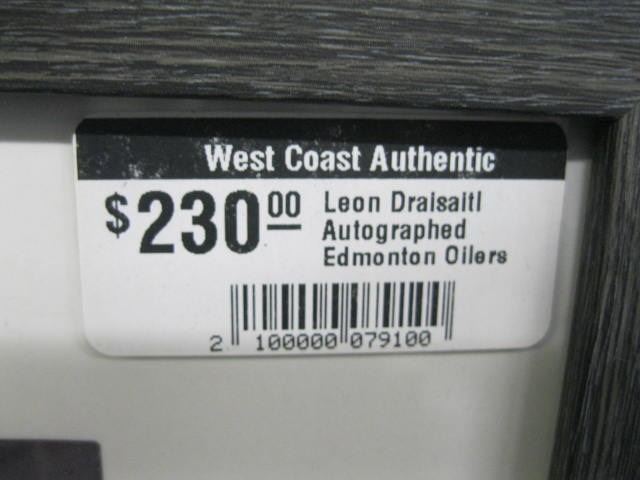 West Coast Authentic
$230.00
Leon Draisaitl
Autographed
Edmonton Oilers
2 100000 079100